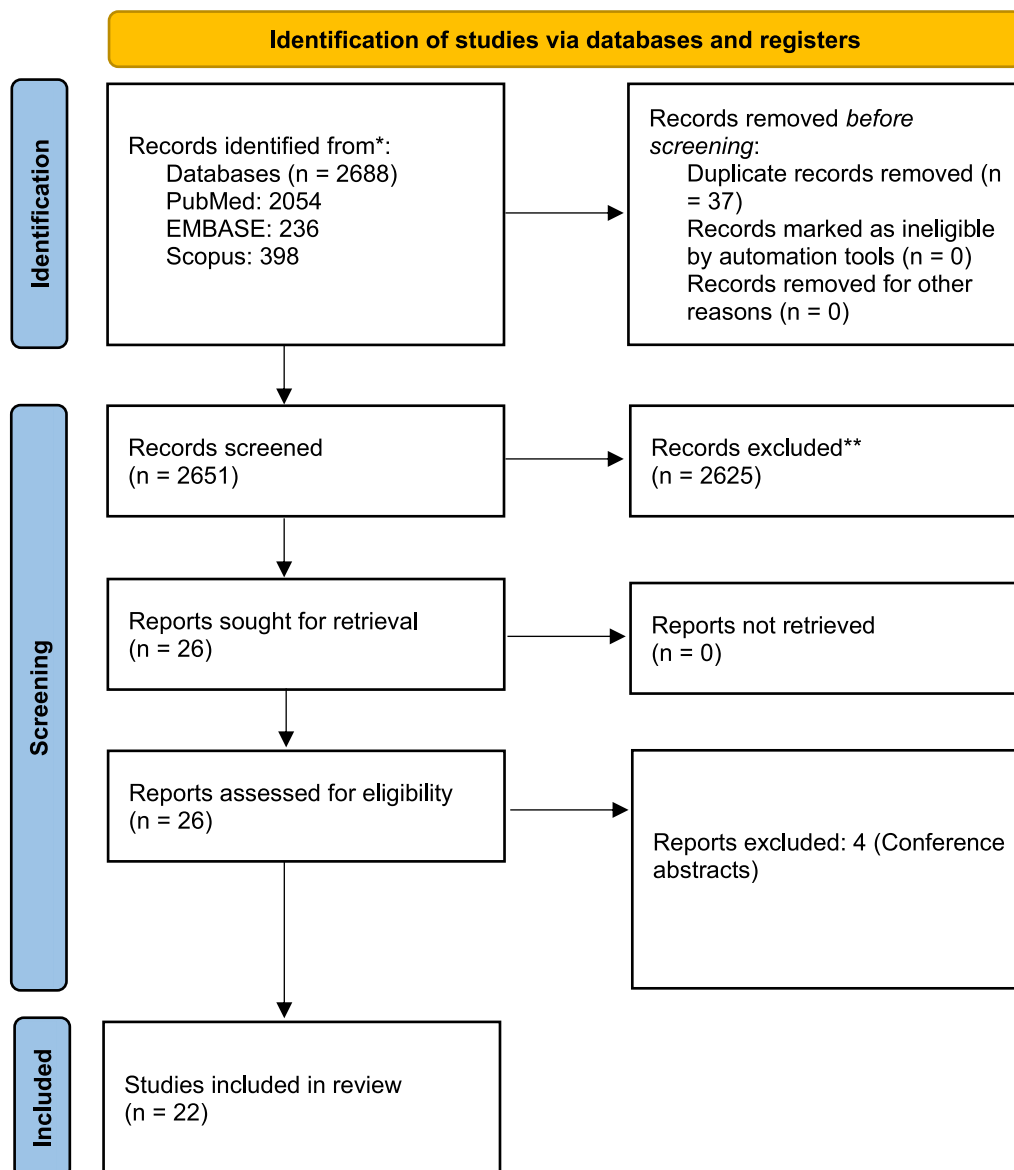 Identification of studies via databases and registers
Identification
Records identified from*:
Databases (n = 2688)
PubMed: 2054
EMBASE: 236
Scopus: 398
Records removed before
screening:
Duplicate records removed (n
= 37)
Records marked as ineligible
by automation tools (n = 0)
Records removed for other
reasons (n = 0)
Screening
Records screened
(n = 2651)
Records excluded**
(n = 2625)
Reports sought for retrieval
(n = 26)
Reports not retrieved
(n = 0)
Reports assessed for eligibility
(n = 26)
Reports excluded: 4 (Conference
abstracts)
Included
Studies included in review
(n = 22)